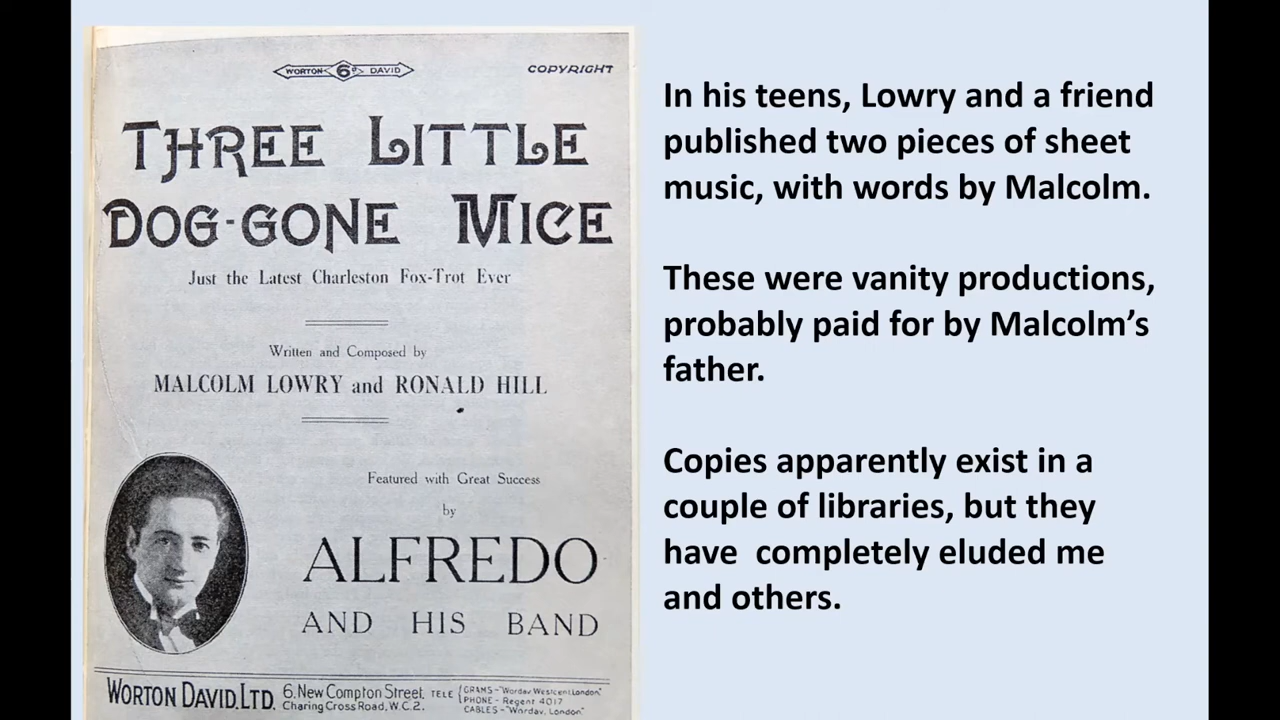 WORTON 6D DAVID
COPYRIGHT
THREE LITTLE
DOG-GONE MICE
Just the Latest Charleston Fox-Trot Ever
Written and Composed by
MALCOLM LOWRY and RONALD HILL
Featured with Great Success
by
ALFREDO
AND HIS BAND
WORTON DAVID, LTD. 6, New Compton Street, Charing Cross Road, W.C.2.
TELE
GRAMS - "Wordav, Westcent, London"
PHONE - Regent 4017
CABLES - "Wordav, London."
In his teens, Lowry and a friend
published two pieces of sheet
music, with words by Malcolm.
These were vanity productions,
probably paid for by Malcolm’s
father.
Copies apparently exist in a
couple of libraries, but they
have  completely eluded me
and others.